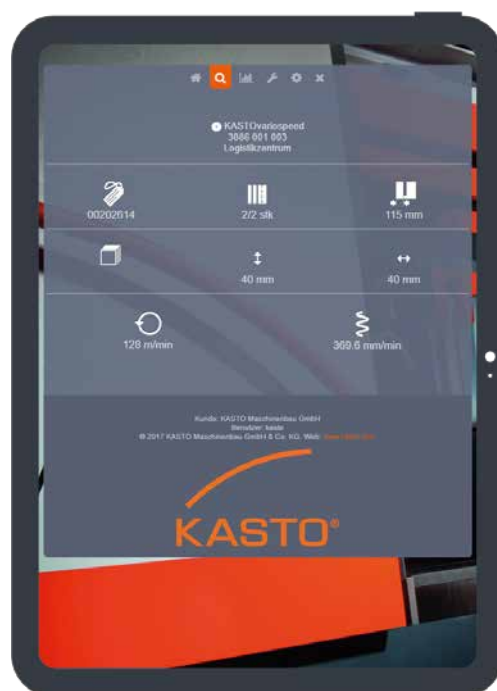 KASTOvariospeed
3886 001 003
Logistikzentrum
00202614
2/2 stk
115 mm
40 mm
40 mm
128 m/min
369.6 mm/min
Kunde: KASTO Maschinenbau GmbH
Benutzer: kasto
© 2017 KASTO Maschinenbau GmbH & Co. KG. Web:
KASTO®